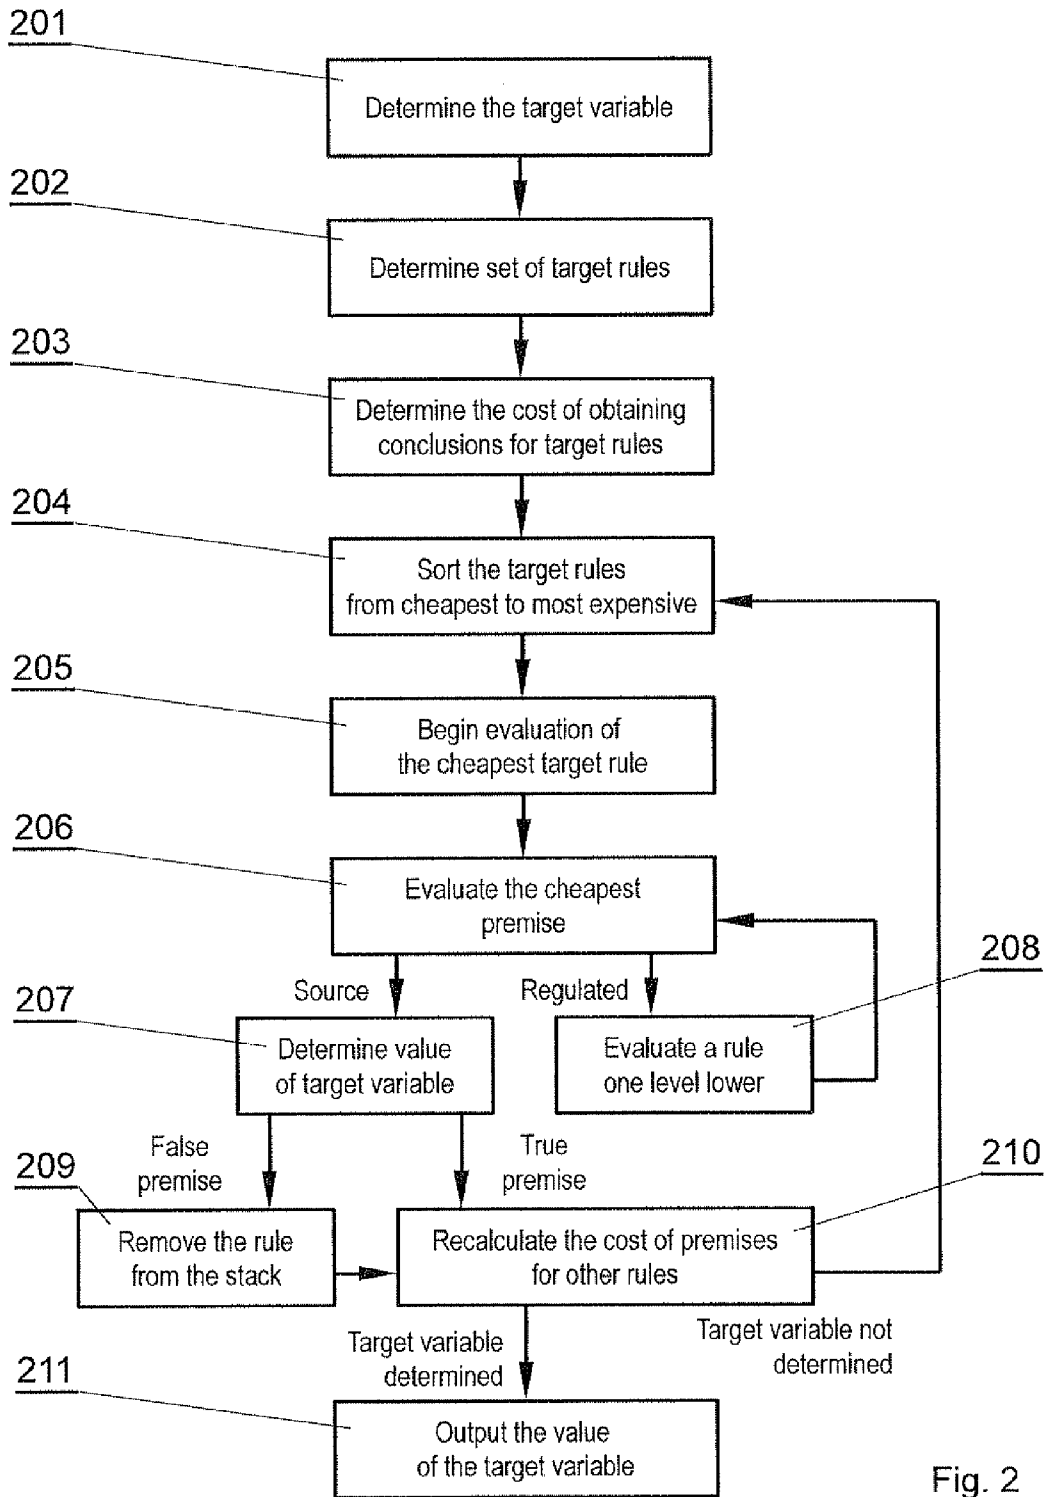 201
Determine the target variable
202
Determine set of target rules
203
Determine the cost of obtaining
conclusions for target rules
204
Sort the target rules
from cheapest to most expensive
205
Begin evaluation of
the cheapest target rule
206
Evaluate the cheapest
premise
Source
Regulated
207
208
Determine value
of target variable
Evaluate a rule
one level lower
False
premise
True
premise
209
210
Remove the rule
from the stack
Recalculate the cost of premises
for other rules
Target variable
determined
Target variable not
determined
211
Output the value
of the target variable
Fig. 2